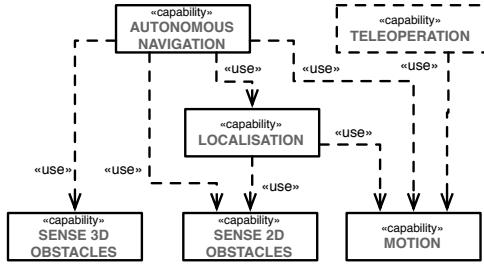 «capability»
AUTONOMOUS
NAVIGATION
«capability»
TELEOPERATION
«use»
«use»
«use»
«capability»
LOCALISATION
«use»
«use»
«use»
«use»
«capability»
SENSE 3D
OBSTACLES
«capability»
SENSE 2D
OBSTACLES
«capability»
MOTION